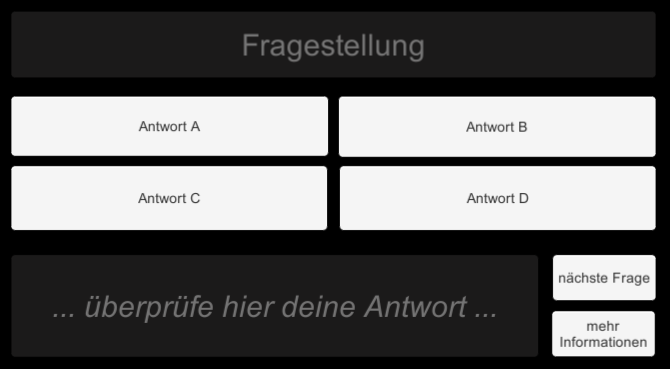 Fragestellung
Antwort A
Antwort B
Antwort C
Antwort D
... überprüfe hier deine Antwort ...
nächste Frage
mehr
Informationen